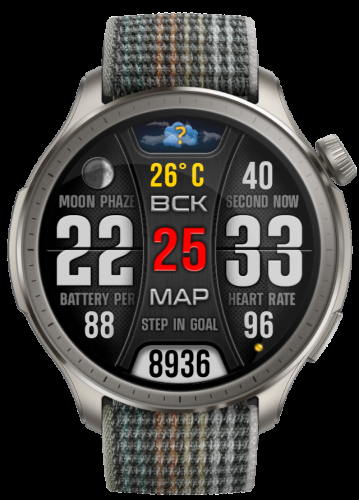 ?
26°C
40
MOON PHAZE
BCK
SECOND NOW
22
25
33
BATTERY PER
MAP
HEART RATE
88
STEP IN GOAL
96
8936